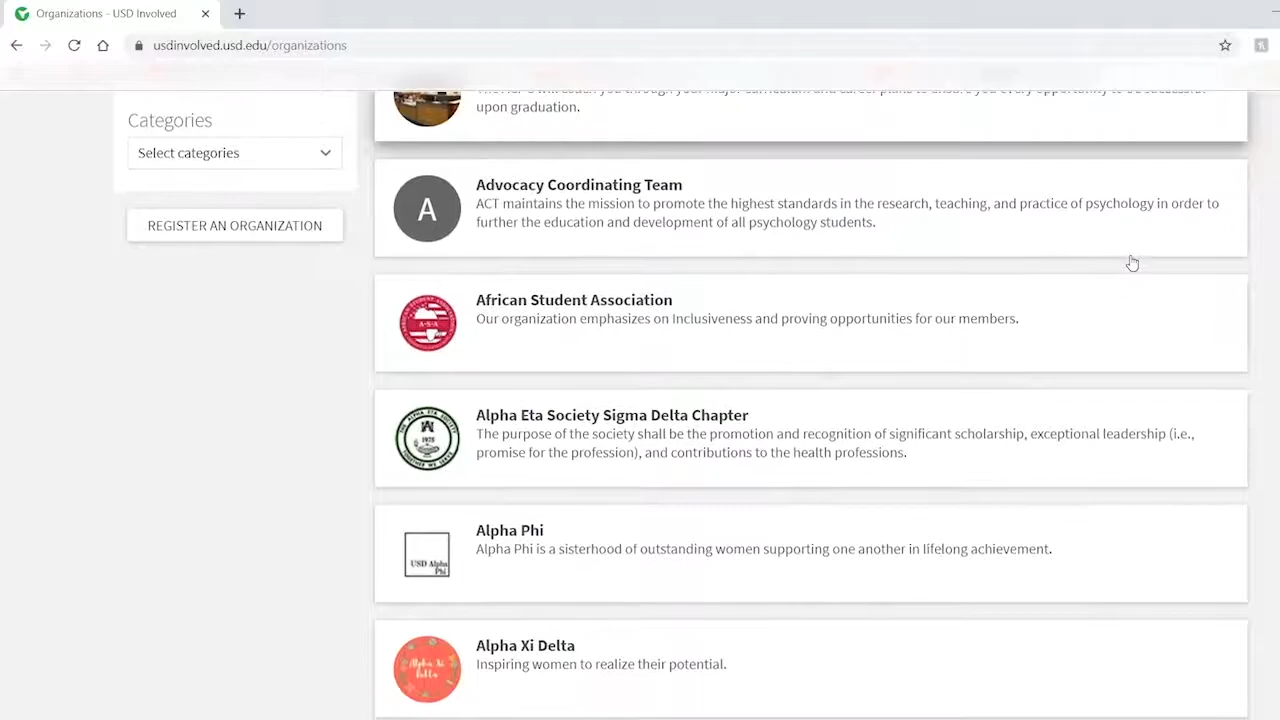 Organizations - USD Involved
usdinvolved.usd.edu/organizations
upon graduation.
Categories
Select categories
REGISTER AN ORGANIZATION
A
Advocacy Coordinating Team
ACT maintains the mission to promote the highest standards in the research, teaching, and practice of psychology in order to
further the education and development of all psychology students.
African Student Association
Our organization emphasizes on Inclusiveness and proving opportunities for our members.
Alpha Eta Society Sigma Delta Chapter
The purpose of the society shall be the promotion and recognition of significant scholarship, exceptional leadership (i.e.,
promise for the profession), and contributions to the health professions.
1975
USD Alpha
Phi
Alpha Phi
Alpha Phi is a sisterhood of outstanding women supporting one another in lifelong achievement.
Alpha Xi
Delta
Alpha Xi Delta
Inspiring women to realize their potential.